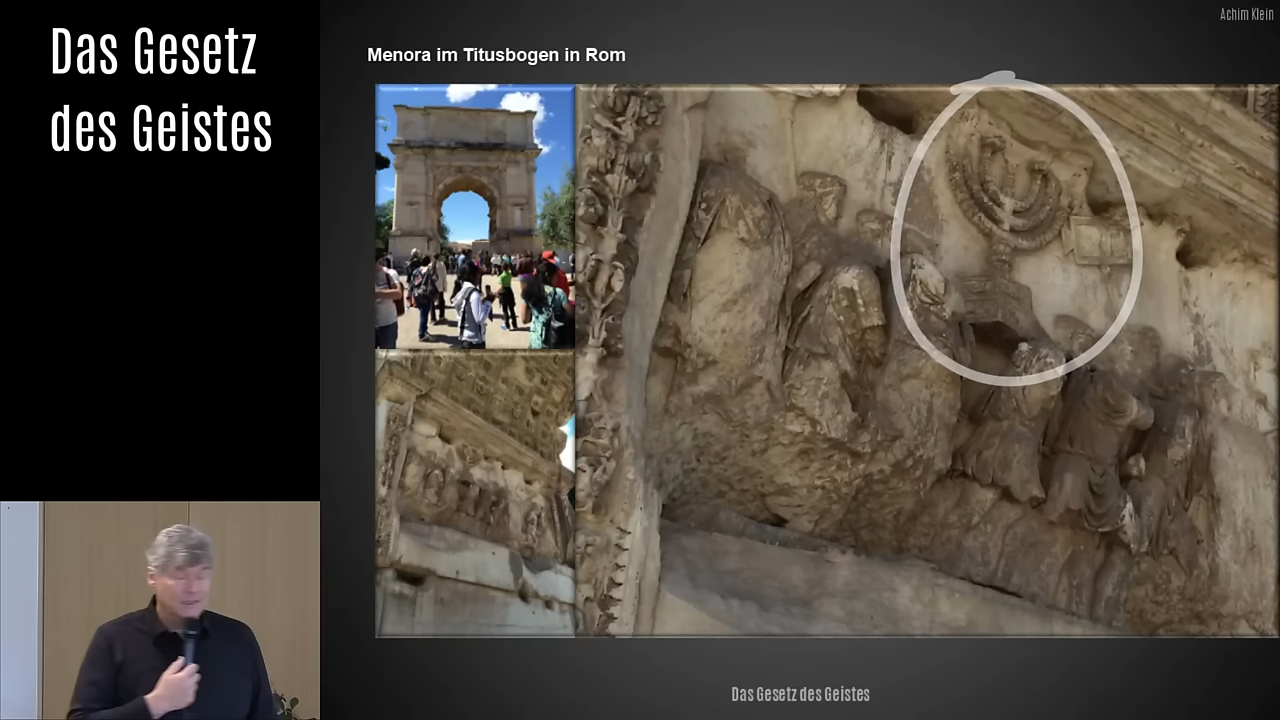 Das Gesetz
des Geistes
Achim Klein
Menora im Titusbogen in Rom
Das Gesetz des Geistes